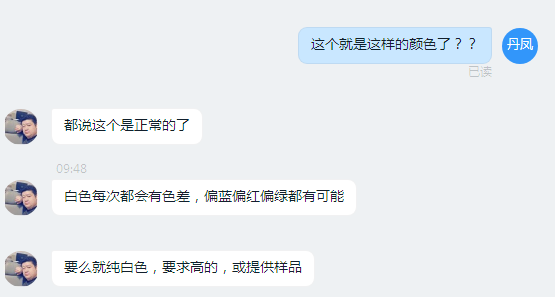 这个就是这样的颜色了？？
丹凤
已读
都说这个是正常的了
09:48
白色每次都会有色差，偏蓝偏红偏绿都有可能
要么就纯白色，要求高的，或提供样品